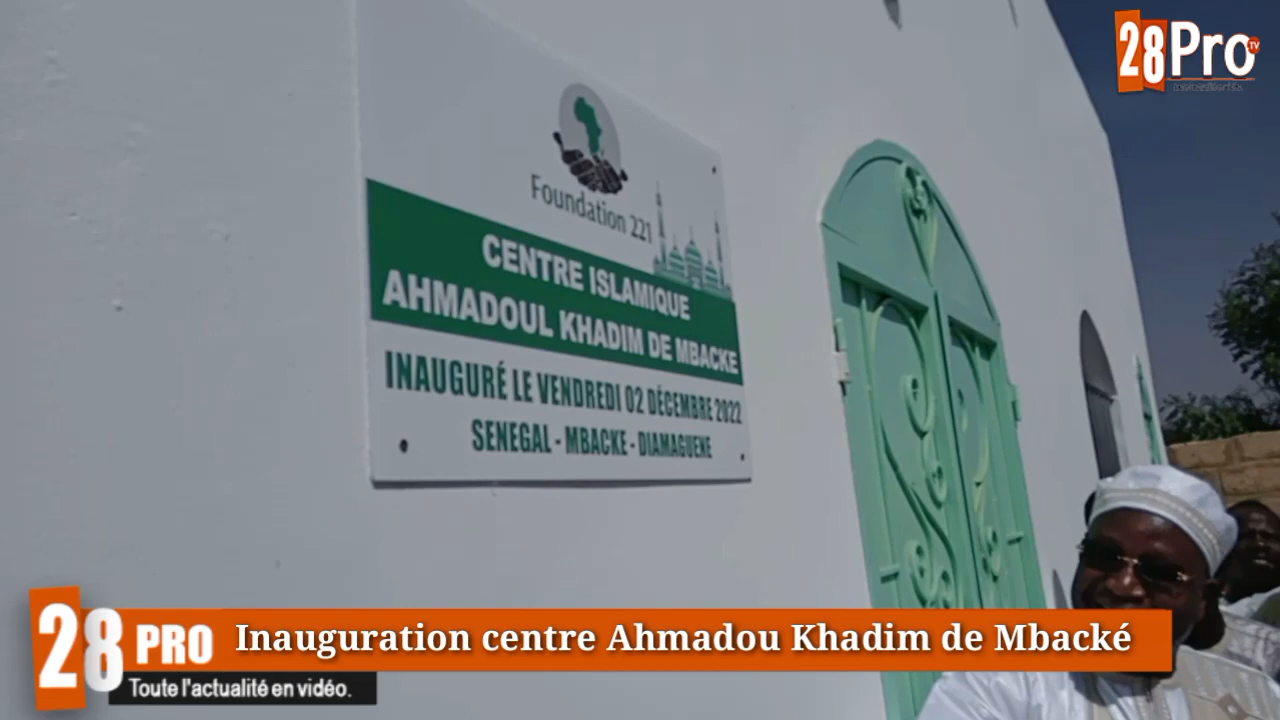 28Pro TV
Foundation 221
CENTRE ISLAMIQUE
AHMADOUL KHADIM DE MBACKE
INAUGURÉ LE VENDREDI 02 DÉCEMBRE 2022
SENEGAL - MBACKE - DIAMAGUENE
28 PRO
Inauguration centre Ahmadou Khadim de Mbacké
Toute l'actualité en vidéo.